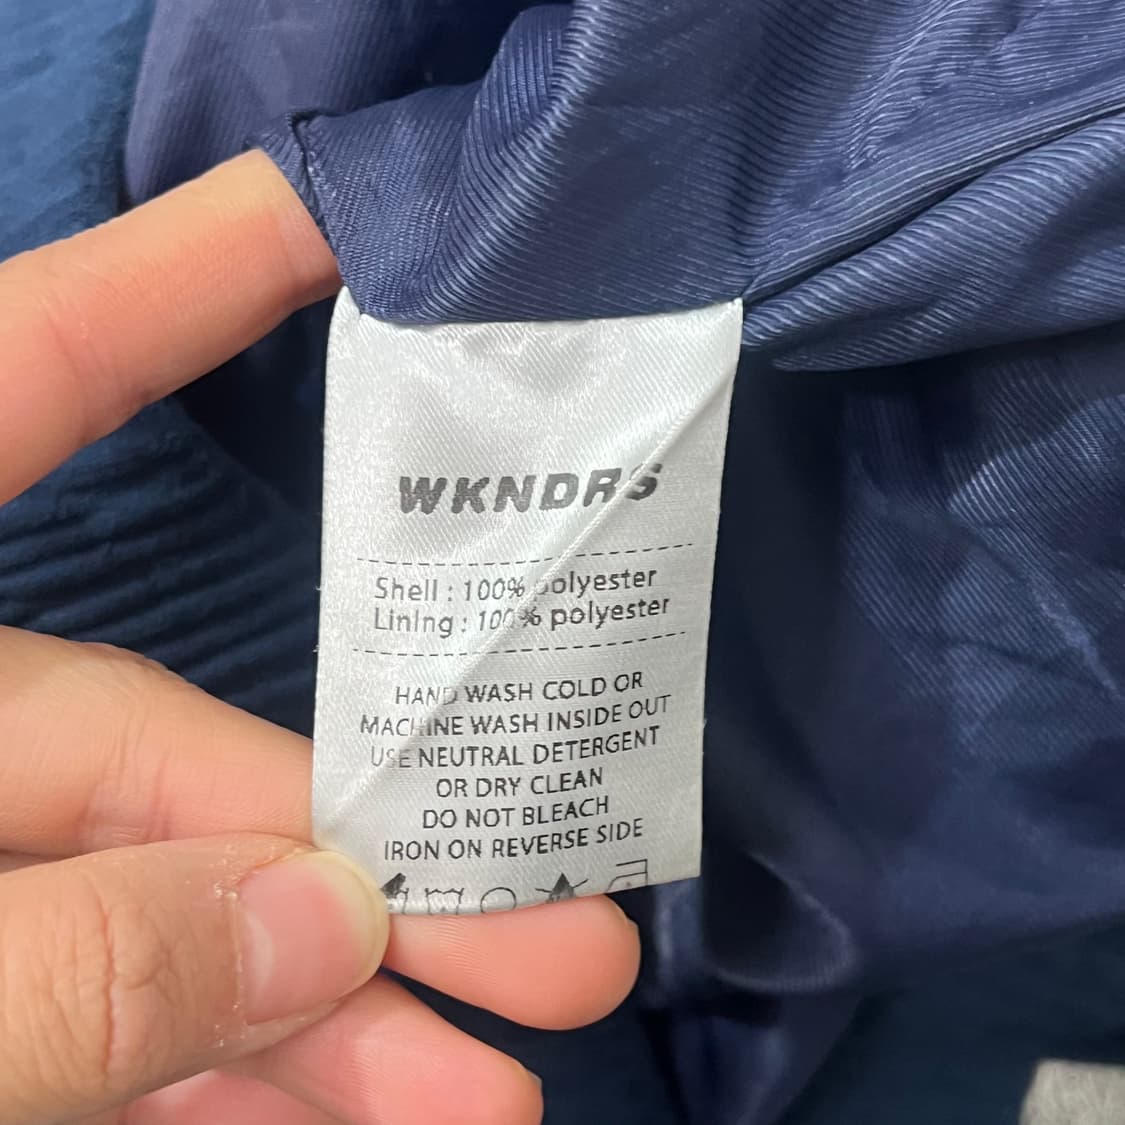 WKNDRS
Shell : 100% polyester
Lining : 100% polyester
HAND WASH COLD OR
MACHINE WASH INSIDE OUT
USE NEUTRAL DETERGENT
OR DRY CLEAN
DO NOT BLEACH
IRON ON REVERSE SIDE